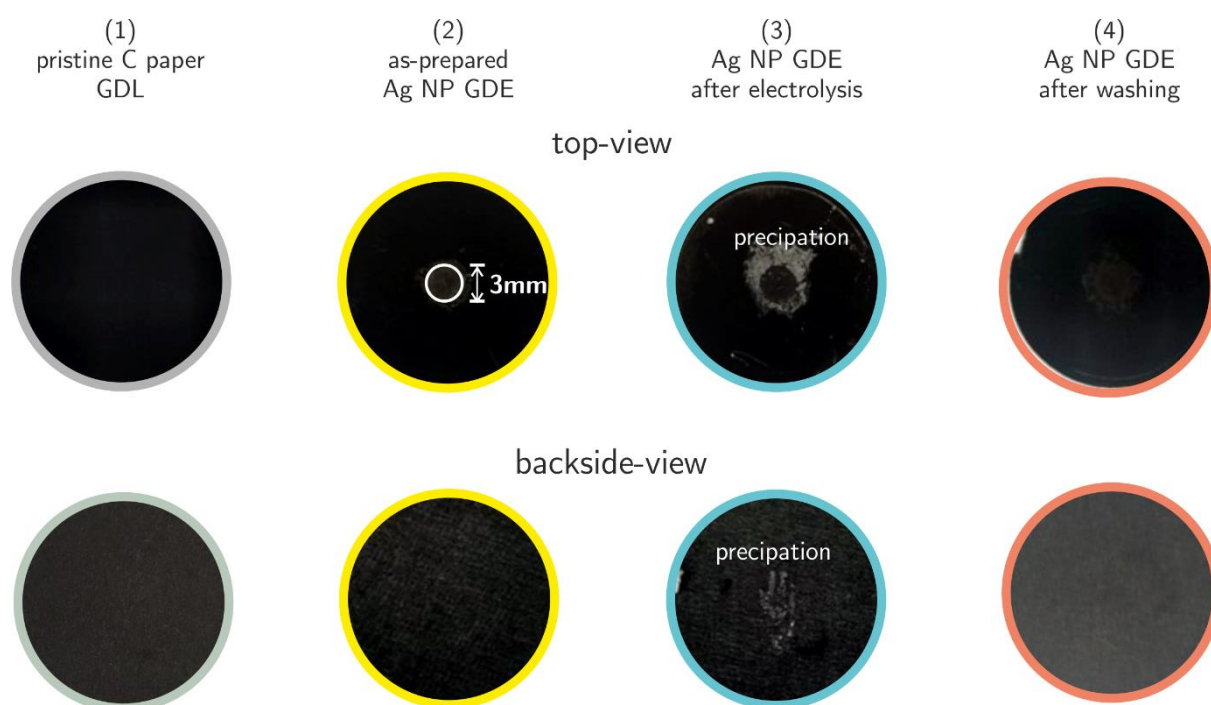 (1)
pristine C paper
GDL
(2)
as-prepared
Ag NP GDE
(3)
Ag NP GDE
after electrolysis
(4)
Ag NP GDE
after washing
top-view
3mm
precipation
backside-view
precipation